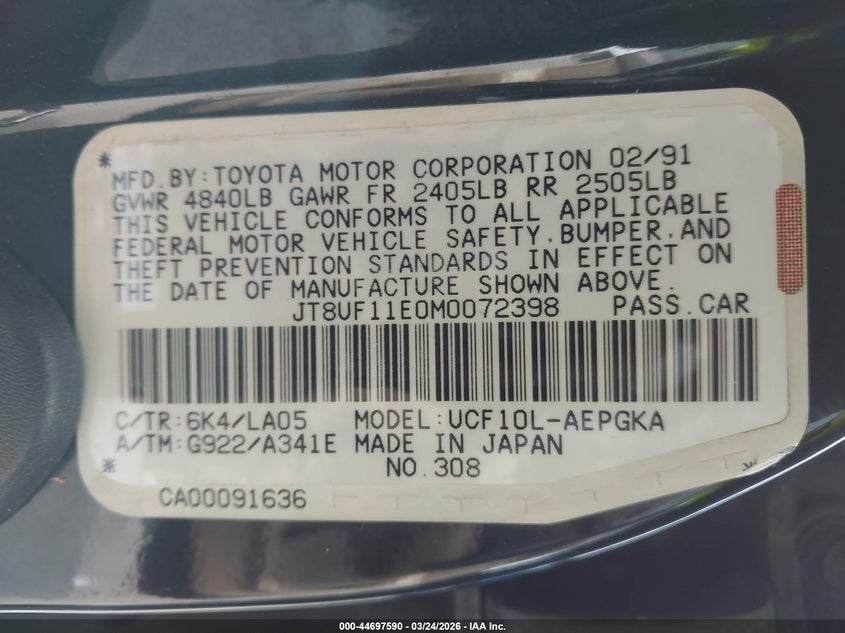 * MFD.BY:TOYOTA MOTOR CORPORATION 02/91
GVWR 4840LB GAWR FR 2405LB RR 2505LB
THIS VEHICLE CONFORMS TO ALL APPLICABLE
FEDERAL MOTOR VEHICLE SAFETY,BUMPER,AND
THEFT PREVENTION STANDARDS IN EFFECT ON
THE DATE OF MANUFACTURE SHOWN ABOVE.
JT8UF11E0M0072398 PASS.CAR
C/TR:6K4/LA05 MODEL:UCF10L-AEPGKA
A/TM:G922/A341E MADE IN JAPAN
* NO.308
CA00091636
000-44697590 - 03/24/2026 - IAA Inc.